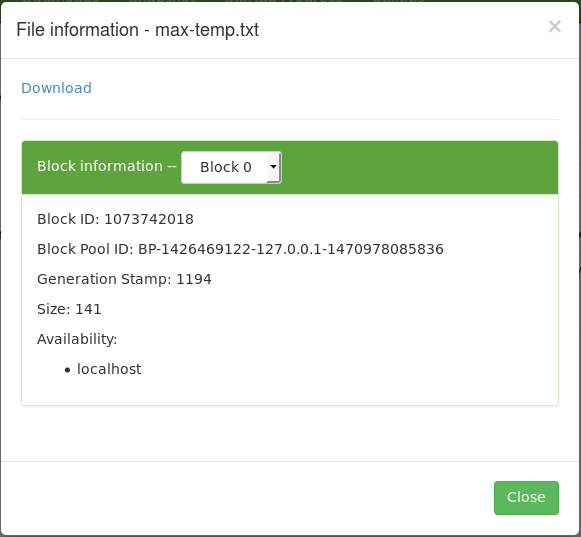 File information - max-temp.txt
×
Download
Block information -- Block 0
Block ID: 1073742018
Block Pool ID: BP-1426469122-127.0.0.1-1470978085836
Generation Stamp: 1194
Size: 141
Availability:
• localhost
Close